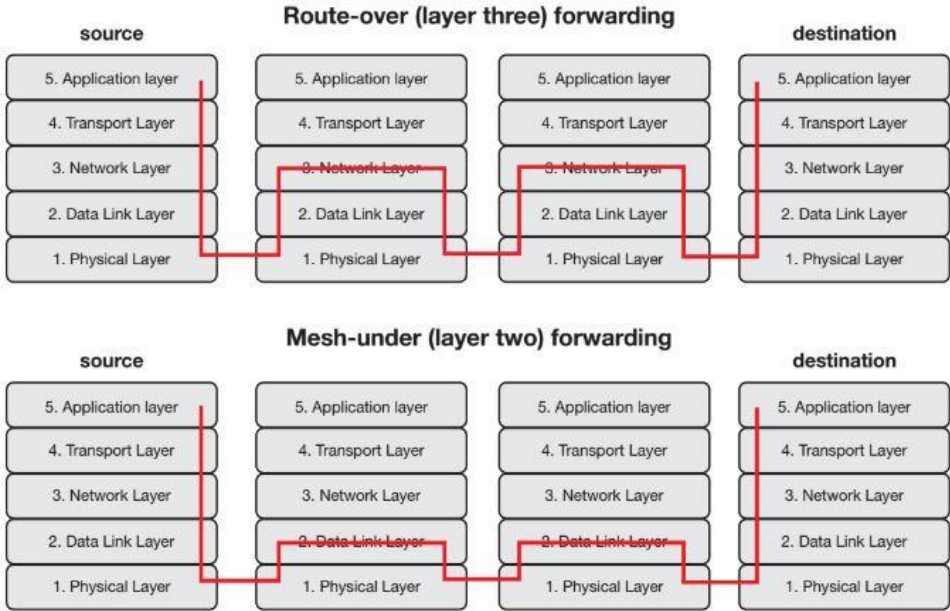 Route-over (layer three) forwarding
source
destination
5. Application layer
5. Application layer
5. Application layer
5. Application layer
4. Transport Layer
4. Transport Layer
4. Transport Layer
4. Transport Layer
3. Network Layer
3. Network Layer
3. Network Layer
3. Network Layer
2. Data Link Layer
2. Data Link Layer
2. Data Link Layer
2. Data Link Layer
1. Physical Layer
1. Physical Layer
1. Physical Layer
1. Physical Layer
Mesh-under (layer two) forwarding
source
destination
5. Application layer
5. Application layer
5. Application layer
5. Application layer
4. Transport Layer
4. Transport Layer
4. Transport Layer
4. Transport Layer
3. Network Layer
3. Network Layer
3. Network Layer
3. Network Layer
2. Data Link Layer
2. Data Link Layer
2. Data Link Layer
2. Data Link Layer
1. Physical Layer
1. Physical Layer
1. Physical Layer
1. Physical Layer